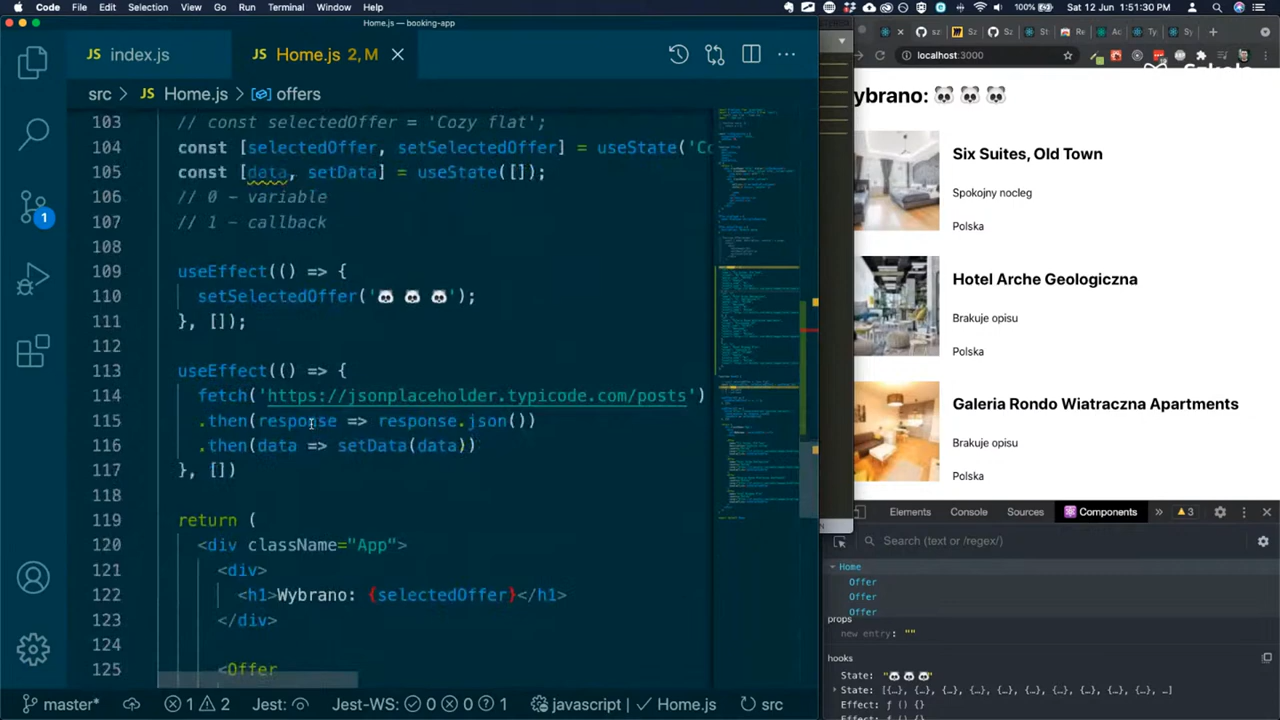 Code File Edit Selection View Go Run Terminal Window Help 100% Sat 12 Jun 1:51:30 PM
Home.js — booking-app
JS index.js JS Home.js 2, M
src > JS Home.js > offers
103 // const selectedOffer = 'Cozy flat';
104 const [selectedOffer, setSelectedOffer] = useState('Co
105 const [data, setData] = useState([]);
106 // 0 - variable
107 // 1 - callback
108
109 useEffect(() => {
110 setSelectedOffer('🐼 🐼 🐼');
111 }, []);
112
113 useEffect(() => {
114 fetch('https://jsonplaceholder.typicode.com/posts')
115 .then(response => response.json())
116 .then(data => setData(data))
117 }, [])
118
119 return (
120 <div className="App">
121 <div>
122 <h1>Wybrano: {selectedOffer}</h1>
123 </div>
124
125 <Offer
1
master* 1 2 Jest: Jest-WS: 0 0 1 javascript Home.js src
localhost:3000
ybrano: 🐼 🐼 🐼
Six Suites, Old Town
Spokojny nocleg
Polska
Hotel Arche Geologiczna
Brakuje opisu
Polska
Galeria Rondo Wiatraczna Apartments
Brakuje opisu
Polska
Elements Console Sources Components » 3
Search (text or /regex/)
Home
Offer
Offer
Offer
props
new entry: ""
hooks
State: "🐼 🐼 🐼"
State: [{…}, {…}, {…}, {…}, {…}, {…}, {…}, {…}, {…}, …]
Effect: ƒ () {}